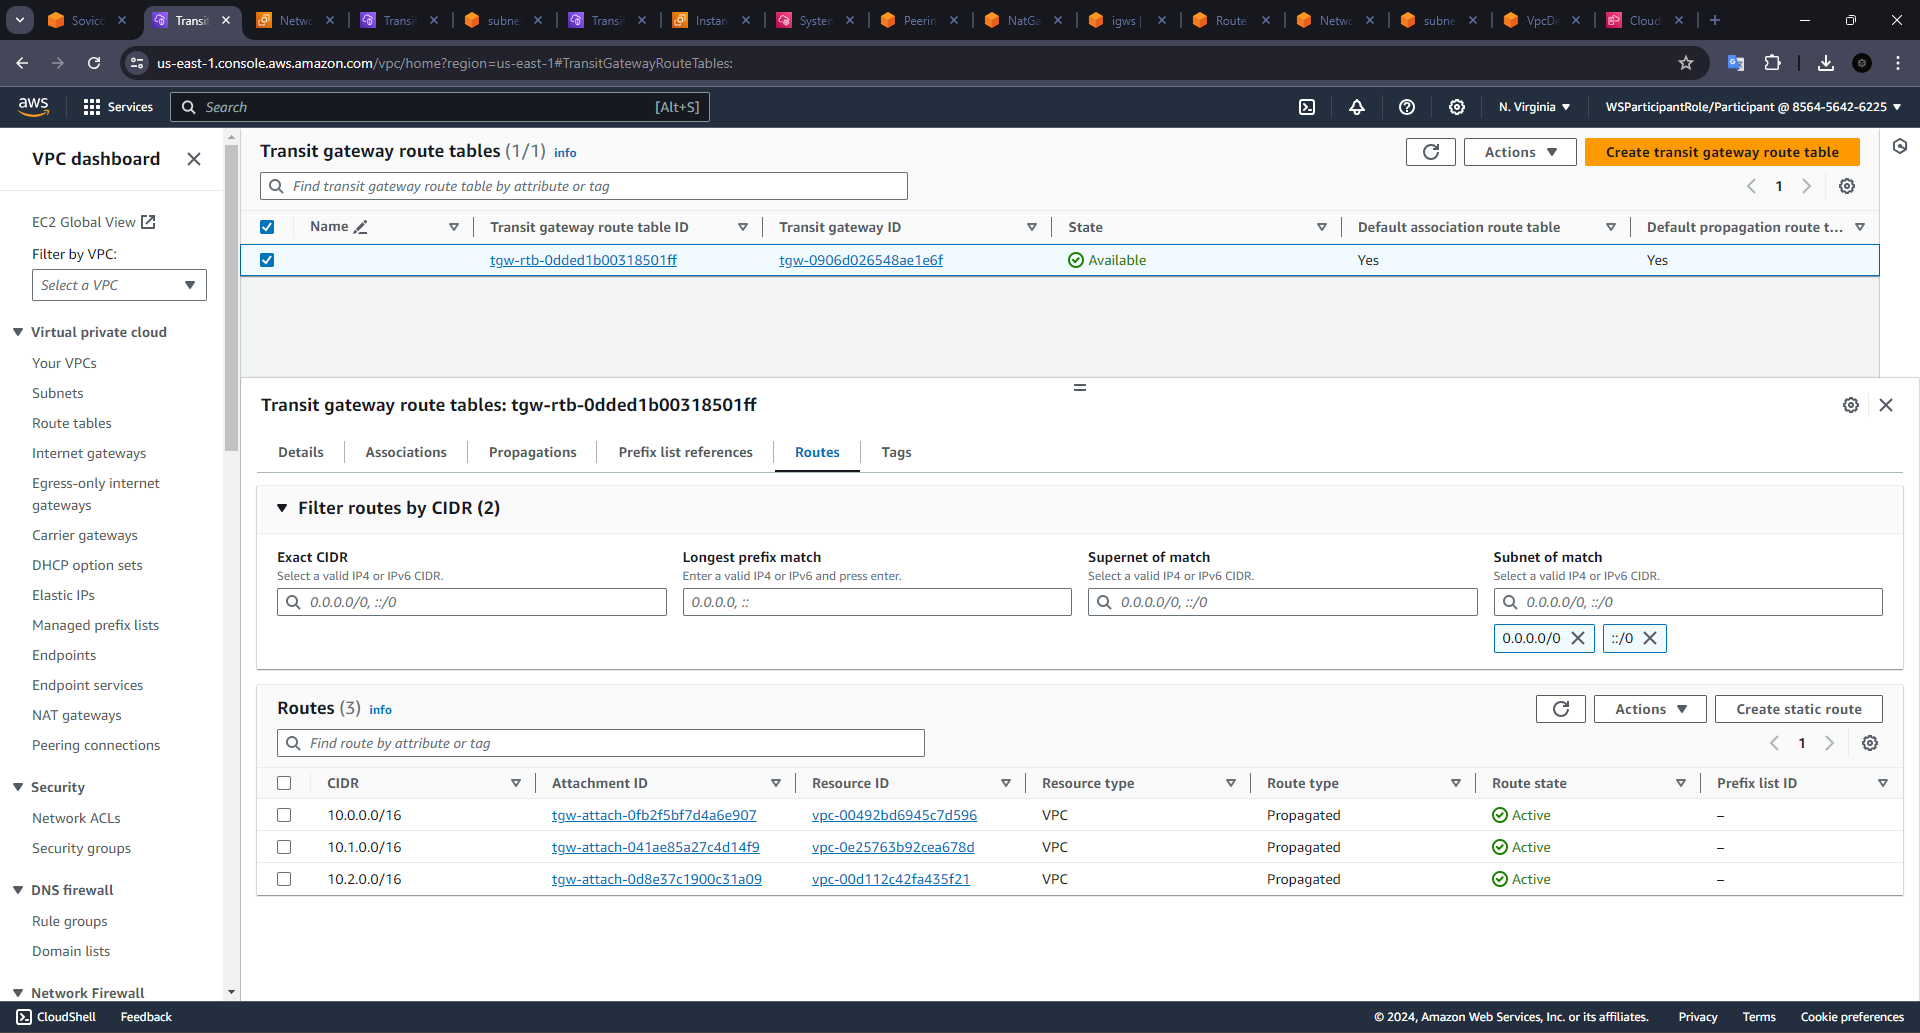 Sovico
Transit
Netwo
Transit
subne
Transit
Instan
System
Peerin
NatGa
igws |
Route
Netwo
subne
VpcDe
Cloud
us-east-1.console.aws.amazon.com/vpc/home?region=us-east-1#TransitGatewayRouteTables:
aws
Services
Search
[Alt+S]
N. Virginia
WSParticipantRole/Participant @ 8564-5642-6225
VPC dashboard
EC2 Global View
Filter by VPC:
Select a VPC
Virtual private cloud
Your VPCs
Subnets
Route tables
Internet gateways
Egress-only internet
gateways
Carrier gateways
DHCP option sets
Elastic IPs
Managed prefix lists
Endpoints
Endpoint services
NAT gateways
Peering connections
Security
Network ACLs
Security groups
DNS firewall
Rule groups
Domain lists
Network Firewall
Transit gateway route tables (1/1) info
Actions
Create transit gateway route table
Find transit gateway route table by attribute or tag
1
Name
Transit gateway route table ID
Transit gateway ID
State
Default association route table
Default propagation route t...
tgw-rtb-0dded1b00318501ff
tgw-0906d026548ae1e6f
Available
Yes
Yes
Transit gateway route tables: tgw-rtb-0dded1b00318501ff
Details
Associations
Propagations
Prefix list references
Routes
Tags
Filter routes by CIDR (2)
Exact CIDR
Select a valid IP4 or IPv6 CIDR.
0.0.0.0/0, ::/0
Longest prefix match
Enter a valid IP4 or IPv6 and press enter.
0.0.0.0, ::
Supernet of match
Select a valid IP4 or IPv6 CIDR.
0.0.0.0/0, ::/0
Subnet of match
Select a valid IP4 or IPv6 CIDR.
0.0.0.0/0, ::/0
0.0.0.0/0
::/0
Routes (3) info
Actions
Create static route
Find route by attribute or tag
1
CIDR
Attachment ID
Resource ID
Resource type
Route type
Route state
Prefix list ID
10.0.0.0/16
tgw-attach-0fb2f5bf7d4a6e907
vpc-00492bd6945c7d596
VPC
Propagated
Active
–
10.1.0.0/16
tgw-attach-041ae85a27c4d14f9
vpc-0e25763b92cea678d
VPC
Propagated
Active
–
10.2.0.0/16
tgw-attach-0d8e37c1900c31a09
vpc-00d112c42fa435f21
VPC
Propagated
Active
–
CloudShell
Feedback
© 2024, Amazon Web Services, Inc. or its affiliates.
Privacy
Terms
Cookie preferences